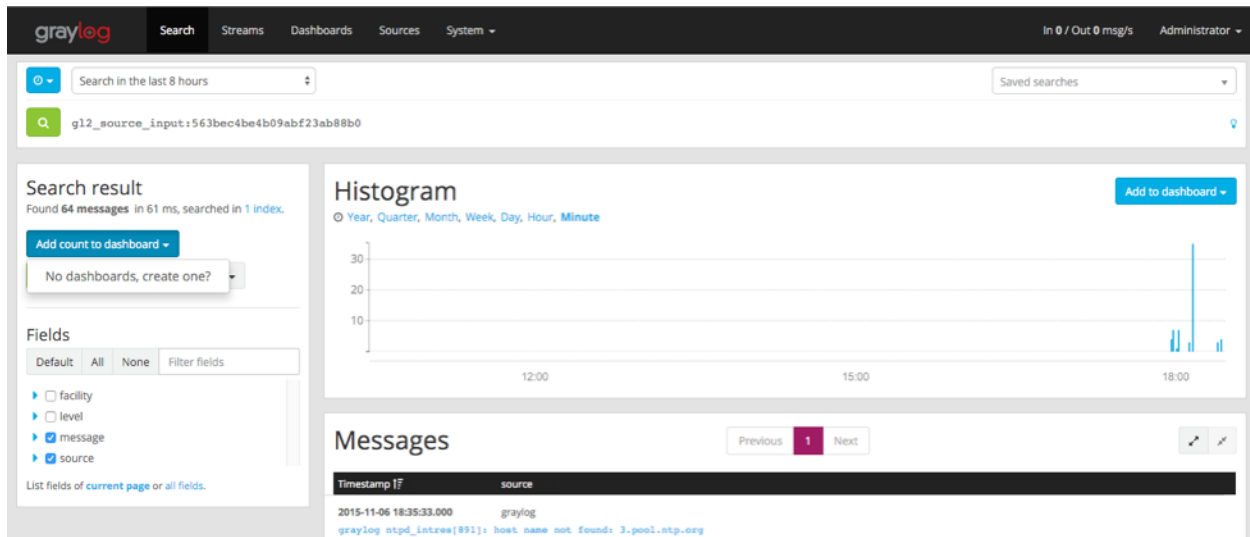 graylog Search Streams Dashboards Sources System In 0 / Out 0 msg/s Administrator
Search in the last 8 hours Saved searches
gl2_source_input:563bec4be4b09abf23ab88b0
Search result
Found 64 messages in 61 ms, searched in 1 index.
Add count to dashboard
No dashboards, create one?
Fields
Default All None Filter fields
facility
level
message
source
List fields of current page or all fields.
Histogram
Add to dashboard
Year, Quarter, Month, Week, Day, Hour, Minute
30
20
10
12:00 15:00 18:00
Messages
Previous 1 Next
Timestamp source
2015-11-06 18:35:33.000 graylog
graylog ntpd_intres[891]: host name not found: 3.pool.ntp.org